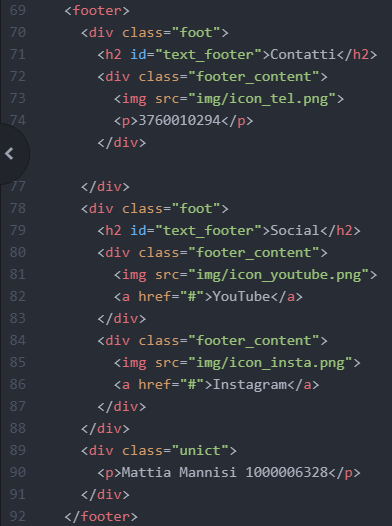 69 <footer>
70 <div class="foot">
71 <h2 id="text_footer">Contatti</h2>
72 <div class="footer_content">
73 <img src="img/icon_tel.png">
74 <p>3760010294</p>
</div>
77 </div>
78 <div class="foot">
79 <h2 id="text_footer">Social</h2>
80 <div class="footer_content">
81 <img src="img/icon_youtube.png">
82 <a href="#">YouTube</a>
83 </div>
84 <div class="footer_content">
85 <img src="img/icon_insta.png">
86 <a href="#">Instagram</a>
87 </div>
88 </div>
89 <div class="unict">
90 <p>Mattia Mannisi 1000006328</p>
91 </div>
92 </footer>